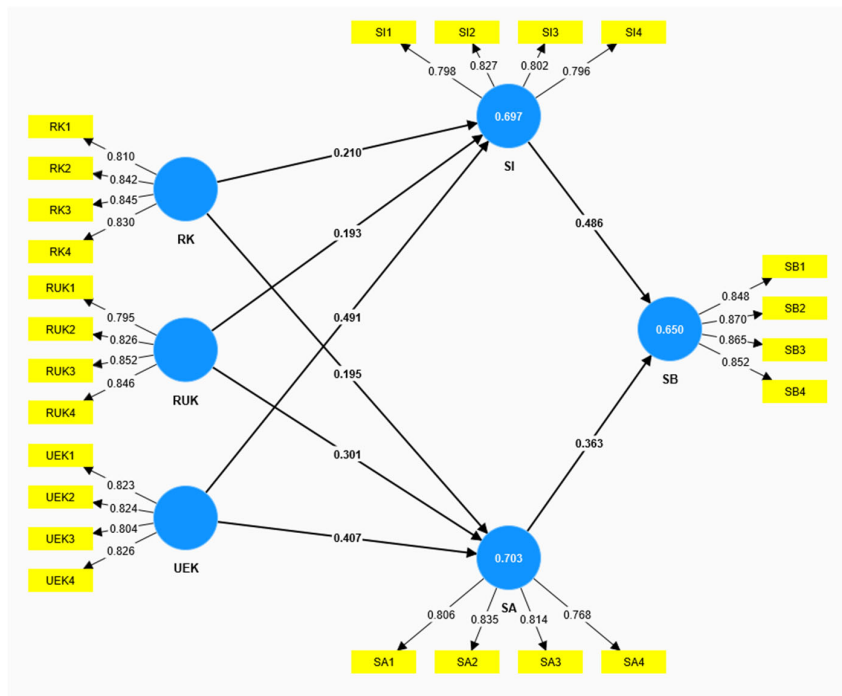 SI1 SI2 SI3 SI4
0.798 0.827 0.802 0.796
0.697
SI
RK1
RK2
RK3
RK4
0.810
0.842
0.845
0.830
RK
RUK1
RUK2
RUK3
RUK4
0.795
0.826
0.852
0.846
RUK
UEK1
UEK2
UEK3
UEK4
0.823
0.824
0.804
0.826
UEK
0.210
0.193
0.491
0.195
0.301
0.407
0.486
0.363
0.650
SB
0.848
0.870
0.865
0.852
SB1
SB2
SB3
SB4
0.703
SA
0.806 0.835 0.814 0.768
SA1 SA2 SA3 SA4